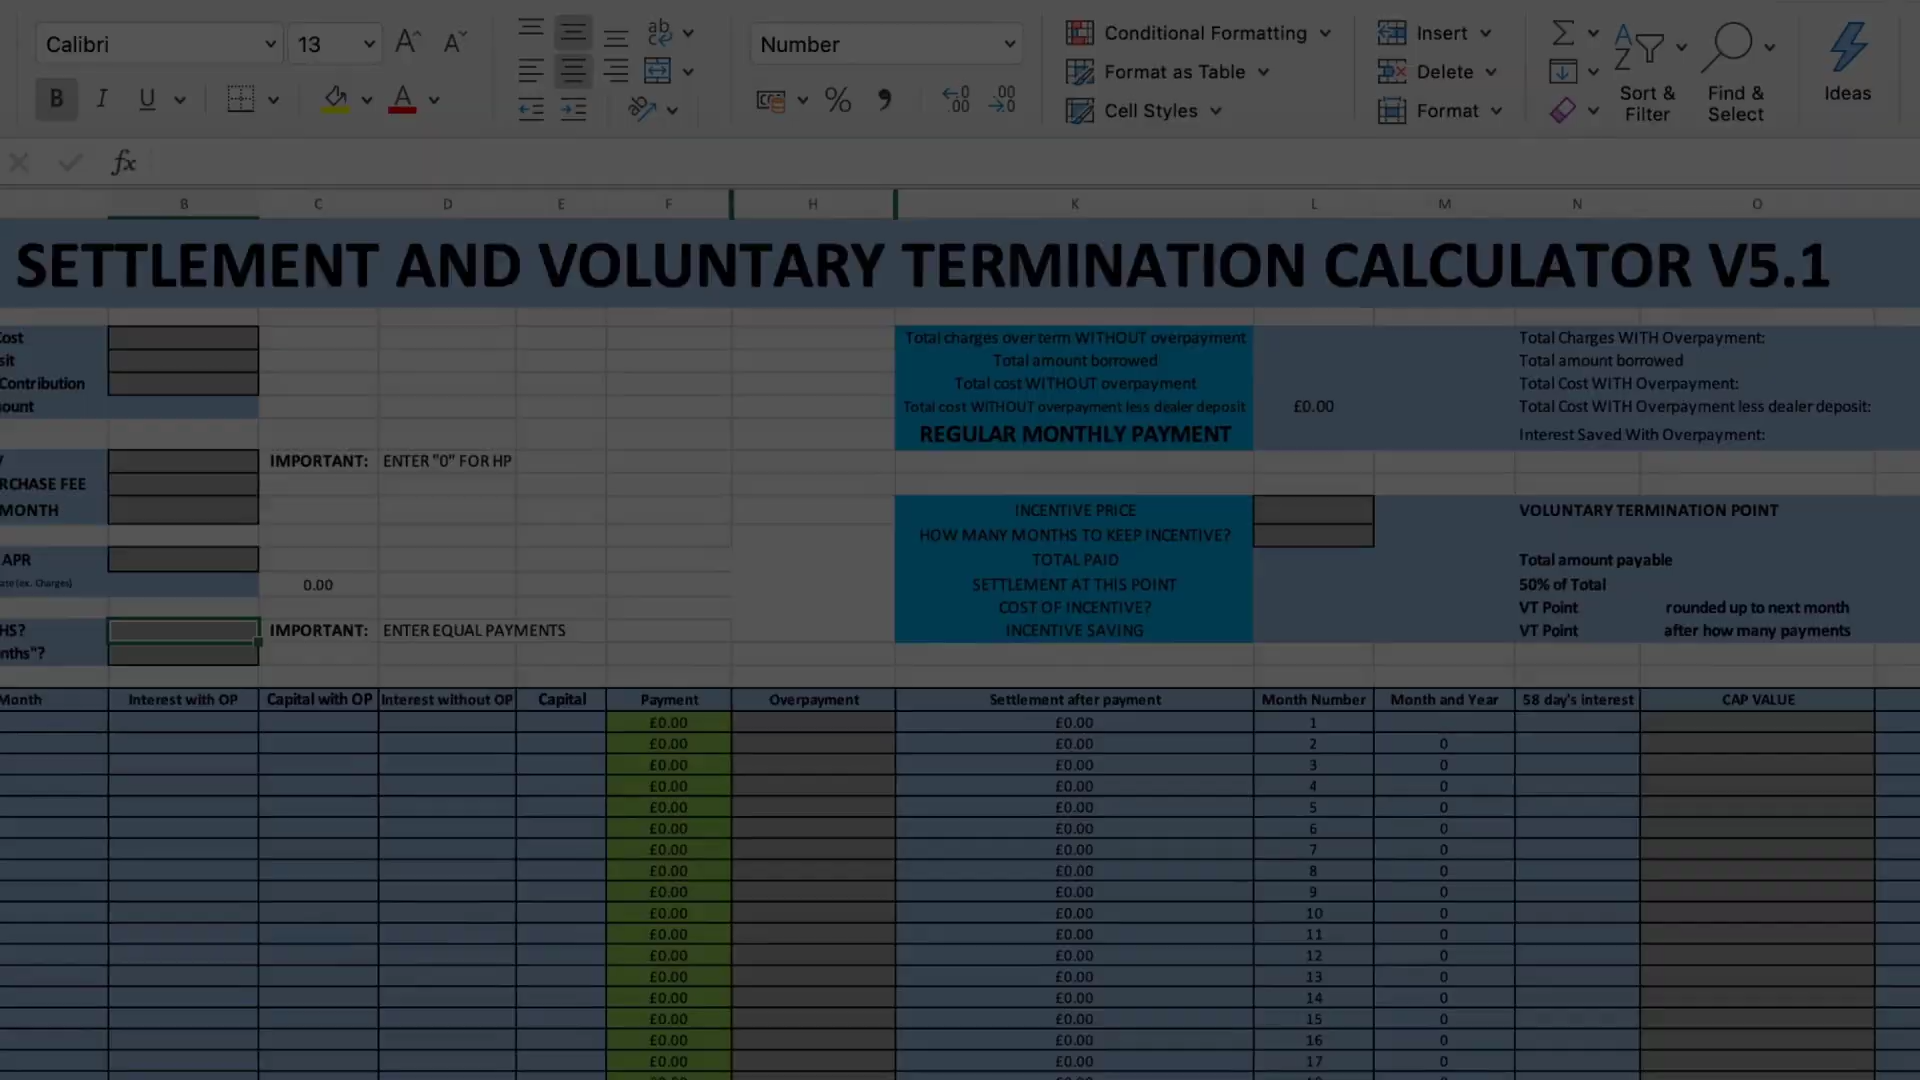 Calibri 13 A^ A˅ ab Number Conditional Formatting Insert Σ A Z
Format as Table Delete
B I U A % 9 .0 .00 .00 .0 Cell Styles Format Sort & Filter Find & Select Ideas
fx
B C D E F H K L M N O
SETTLEMENT AND VOLUNTARY TERMINATION CALCULATOR V5.1
Cost Total charges over term WITHOUT overpayment Total Charges WITH Overpayment:
sit Total amount borrowed Total amount borrowed
Contribution Total cost WITHOUT overpayment Total Cost WITH Overpayment:
ount Total cost WITHOUT overpayment less dealer deposit £0.00 Total Cost WITH Overpayment less dealer deposit:
REGULAR MONTHLY PAYMENT Interest Saved With Overpayment:
IMPORTANT: ENTER "0" FOR HP
RCHASE FEE
MONTH INCENTIVE PRICE VOLUNTARY TERMINATION POINT
HOW MANY MONTHS TO KEEP INCENTIVE?
APR TOTAL PAID Total amount payable
ate (ex. Charges) 0.00 SETTLEMENT AT THIS POINT 50% of Total
COST OF INCENTIVE? VT Point rounded up to next month
HS? IMPORTANT: ENTER EQUAL PAYMENTS INCENTIVE SAVING VT Point after how many payments
nths"?
Month Interest with OP Capital with OP Interest without OP Capital Payment Overpayment Settlement after payment Month Number Month and Year 58 day's interest CAP VALUE
£0.00 £0.00 1
£0.00 £0.00 2 0
£0.00 £0.00 3 0
£0.00 £0.00 4 0
£0.00 £0.00 5 0
£0.00 £0.00 6 0
£0.00 £0.00 7 0
£0.00 £0.00 8 0
£0.00 £0.00 9 0
£0.00 £0.00 10 0
£0.00 £0.00 11 0
£0.00 £0.00 12 0
£0.00 £0.00 13 0
£0.00 £0.00 14 0
£0.00 £0.00 15 0
£0.00 £0.00 16 0
£0.00 £0.00 17 0